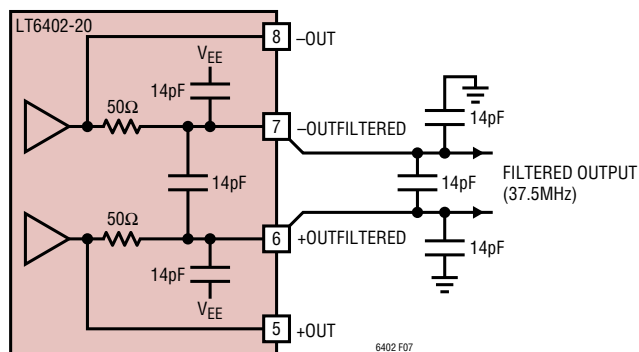 LT6402-20
8
–OUT
VEE
14pF
14pF
50Ω
7
–OUTFILTERED
14pF
14pF
FILTERED OUTPUT
(37.5MHz)
50Ω
6
+OUTFILTERED
14pF
14pF
VEE
5
+OUT
6402 F07